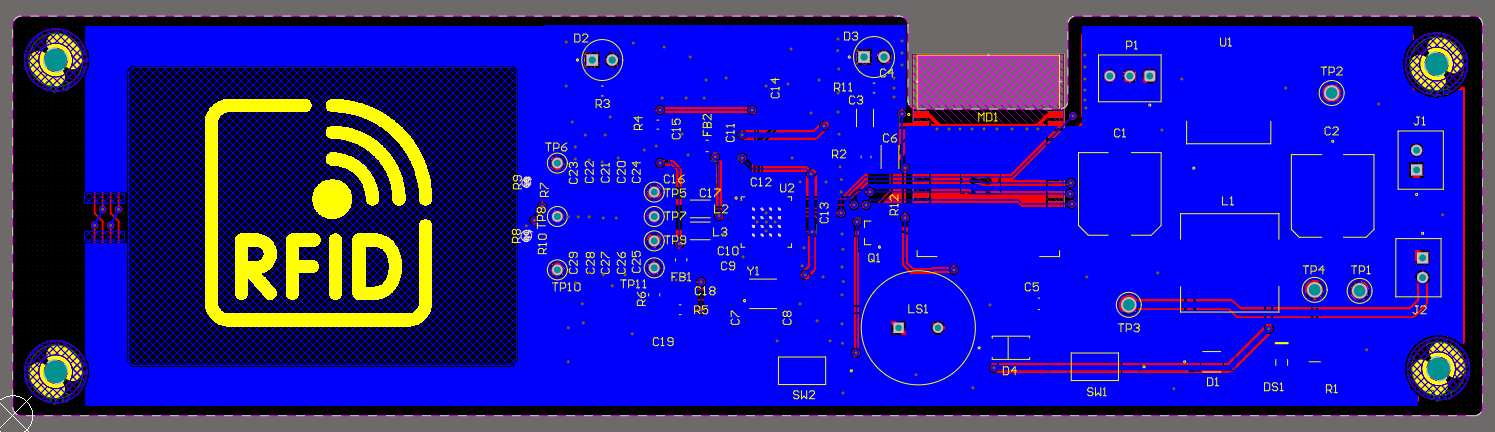 D2
D3
P1
U1
C14
C4
R11
TP2
R3
C3
R4
C15
FB2
C11
MD1
J1
C1
C2
TP6
C6
R2
C23
C22
C21
C20
C24
C16
C12
U2
R9
R7
TP5
C17
R12
L1
TP8
TP7
L2
C13
L3
R8
R10
TP9
C10
Q1
C29
C28
C27
C26
C25
C9
Y1
TP10
TP11
FB1
TP4
TP1
RFID
C18
C5
R6
R5
LS1
J2
C7
C8
TP3
C19
D4
SW2
SW1
D1
DS1
R1